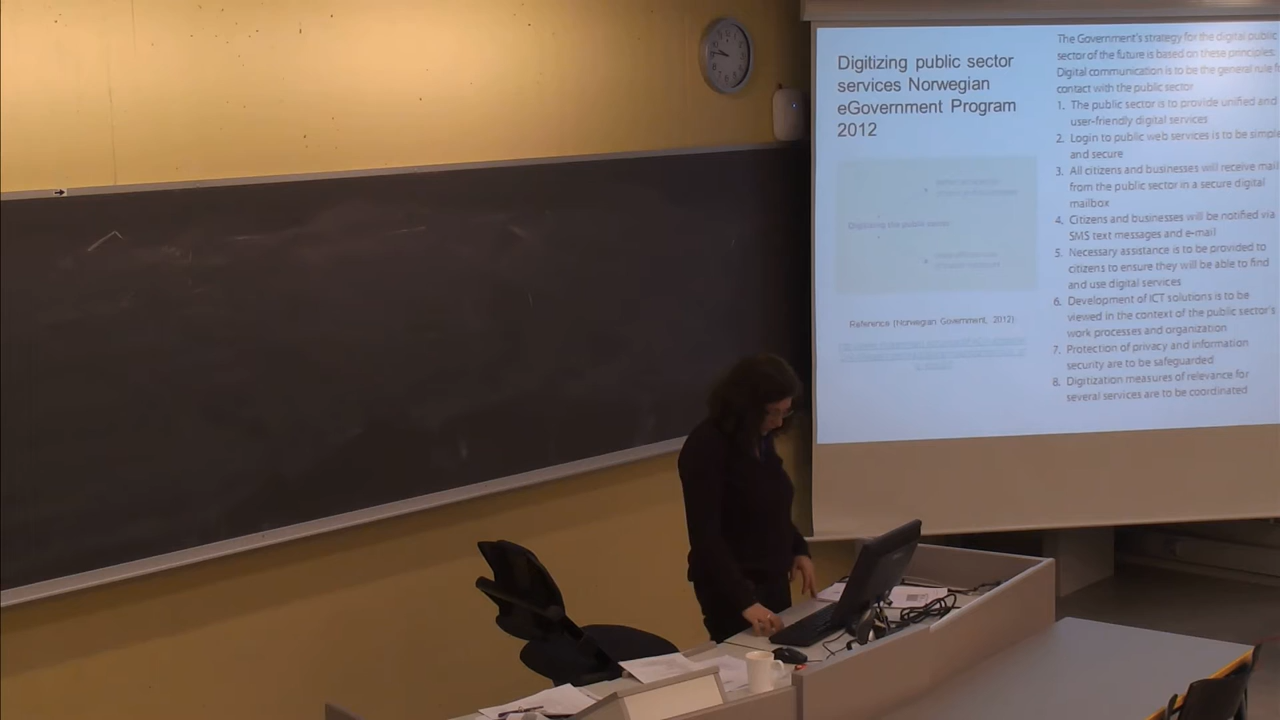 Digitizing public sector
services Norwegian
eGovernment Program
2012
Digitizing the public sector
Reference (Norwegian Government, 2012)
The Government's strategy for the digital public
sector of the future is based on these principles:
Digital communication is to be the general rule
contact with the public sector
1. The public sector is to provide unified and
user-friendly digital services
2. Login to public web services is to be simple
and secure
3. All citizens and businesses will receive mail
from the public sector in a secure digital
mailbox
4. Citizens and businesses will be notified via
SMS text messages and e-mail
5. Necessary assistance is to be provided to
citizens to ensure they will be able to find
and use digital services
6. Development of ICT solutions is to be
viewed in the context of the public sector's
work processes and organization
7. Protection of privacy and information
security are to be safeguarded
8. Digitization measures of relevance for
several services are to be coordinated